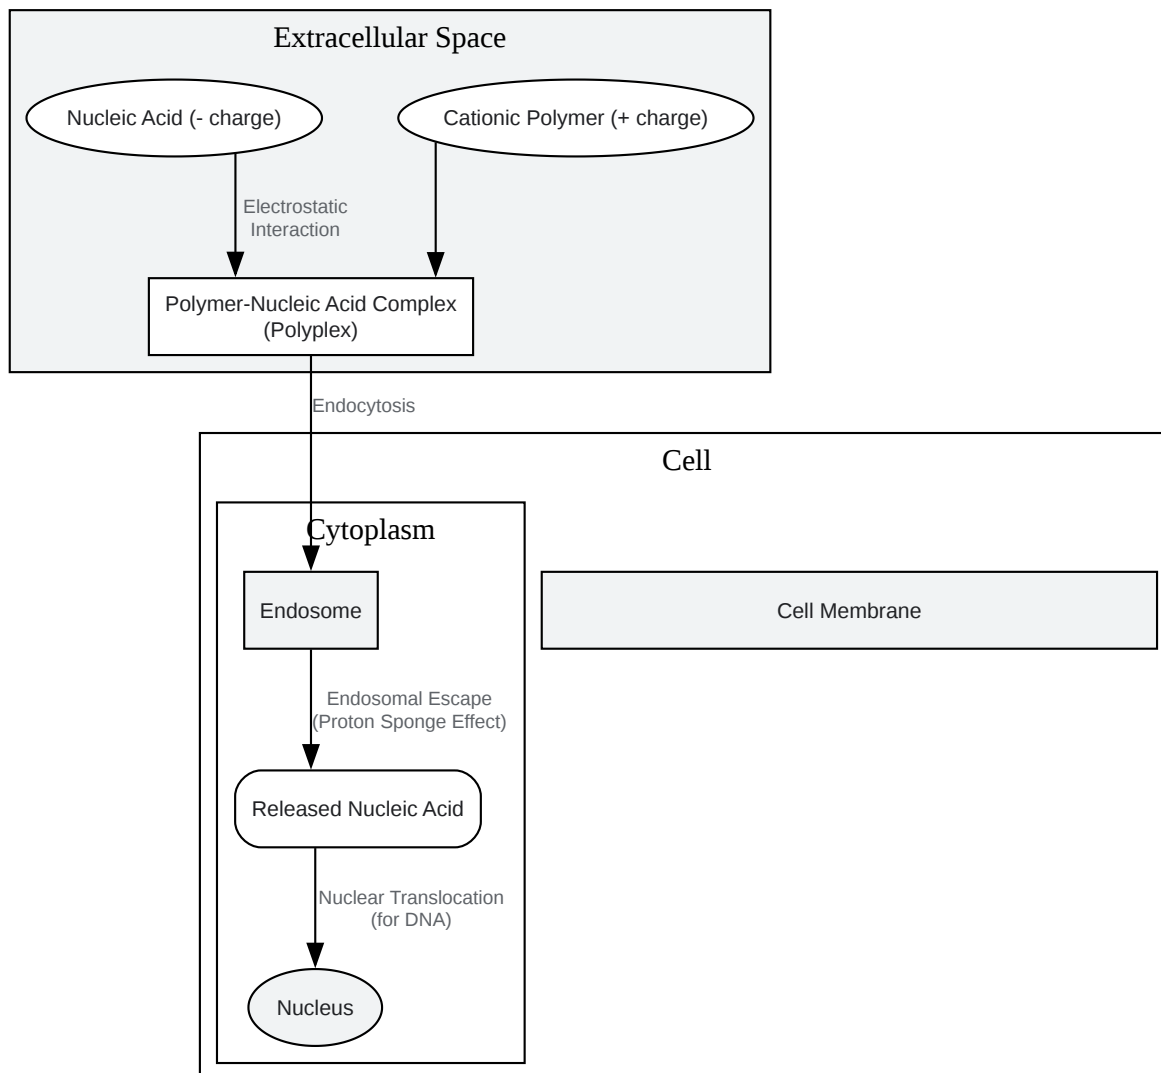 Extracellular Space
Nucleic Acid (- charge)
Cationic Polymer (+ charge)
Electrostatic
Interaction
Polymer-Nucleic Acid Complex
(Polyplex)
Endocytosis
Cell
Cytoplasm
Endosome
Cell Membrane
Endosomal Escape
(Proton Sponge Effect)
Released Nucleic Acid
Nuclear Translocation
(for DNA)
Nucleus